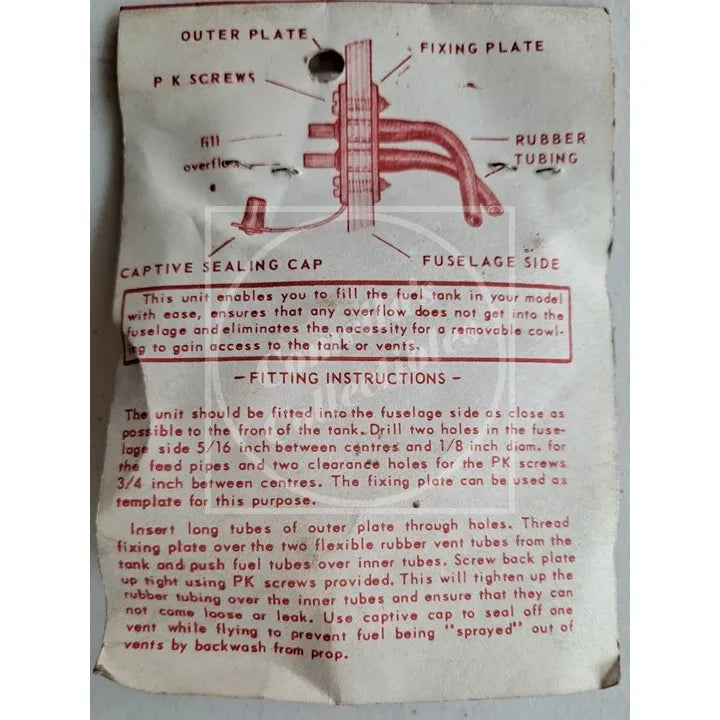 OUTER PLATE
FIXING PLATE
PK SCREWS
fill
RUBBER
TUBING
overflow
CAPTIVE SEALING CAP
FUSELAGE SIDE
This unit enables you to fill the fuel tank in your model
with ease, ensures that any overflow does not get into the
fuselage and eliminates the necessity for a removable cowl-
ing to gain access to the tank or vents.
- FITTING INSTRUCTIONS -
The unit should be fitted into the fuselage side as close as
possible to the front of the tank. Drill two holes in the fuse-
lage side 5/16 inch between centres and 1/8 inch diam. for
the feed pipes and two clearance holes for the PK screws
3/4 inch between centres. The fixing plate can be used as
template for this purpose.
Insert long tubes of outer plate through holes. Thread
fixing plate over the two flexible rubber vent tubes from the
tank and push fuel tubes over inner tubes. Screw back plate
up tight using PK screws provided. This will tighten up the
rubber tubing over the inner tubes and ensure that they can
not come loose or leak. Use captive cap to seal off one
vent while flying to prevent fuel being "sprayed" out of
vents by backwash from prop.